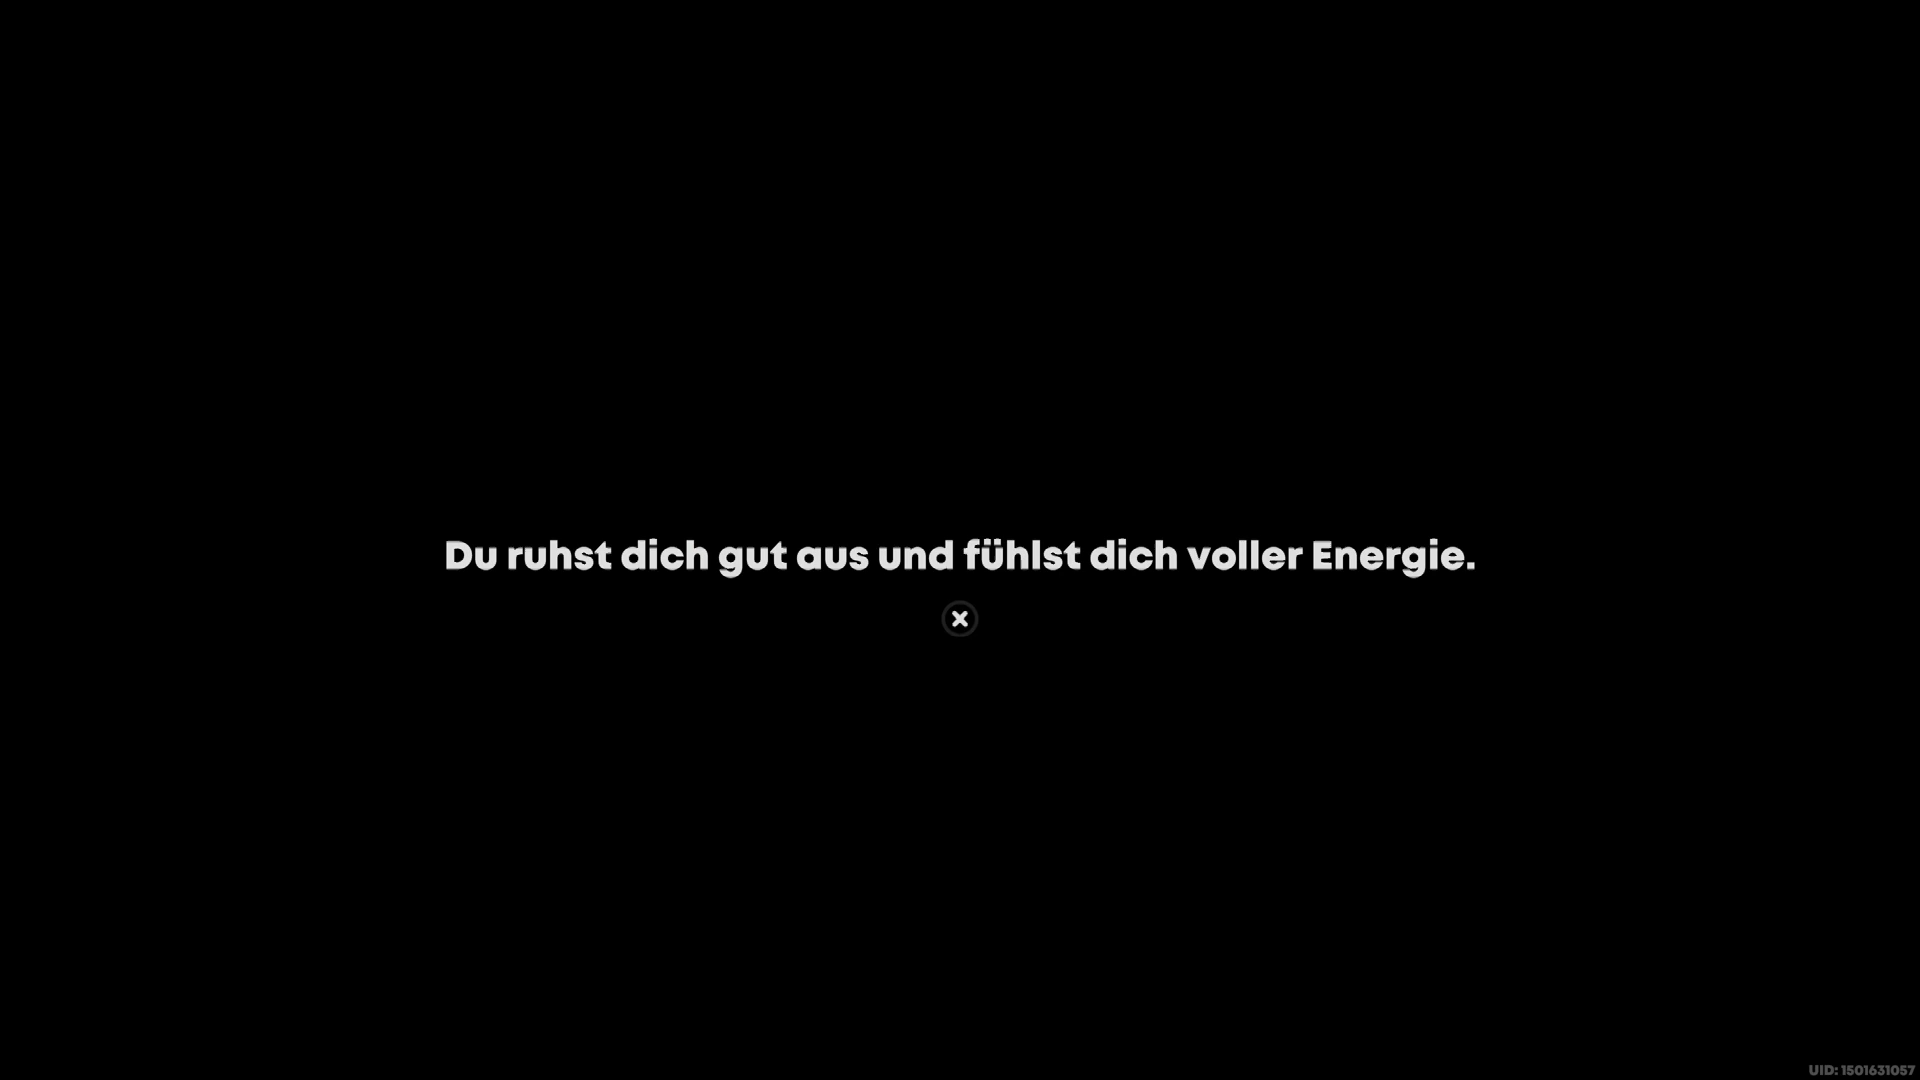 Du ruhst dich gut aus und fühlst dich voller Energie.
UID: 1501631057